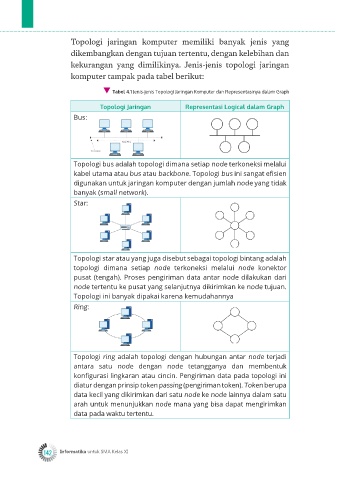 Topologi jaringan komputer memiliki banyak jenis yang
dikembangkan dengan tujuan tertentu, dengan kelebihan dan
kekurangan yang dimilikinya. Jenis-jenis topologi jaringan
komputer tampak pada tabel berikut:
Tabel 4.1 Jenis-jenis Topologi Jaringan Komputer dan Representasinya dalam Graph
Topologi Jaringan Representasi Logical dalam Graph
Bus:
Topologi bus adalah topologi dimana setiap node terkoneksi melalui
kabel utama atau bus atau backbone. Topologi bus ini sangat efisien
digunakan untuk jaringan komputer dengan jumlah node yang tidak
banyak (small network).
Star:
Topologi star atau yang juga disebut sebagai topologi bintang adalah
topologi dimana setiap node terkoneksi melalui node konektor
pusat (tengah). Proses pengiriman data antar node dilakukan dari
node tertentu ke pusat yang selanjutnya dikirimkan ke node tujuan.
Topologi ini banyak dipakai karena kemudahannya
Ring:
Topologi ring adalah topologi dengan hubungan antar node terjadi
antara satu node dengan node tetangganya dan membentuk
konfigurasi lingkaran atau cincin. Pengiriman data pada topologi ini
diatur dengan prinsip token passing (pengiriman token). Token berupa
data kecil yang dikirimkan dari satu node ke node lainnya dalam satu
arah untuk menunjukkan node mana yang bisa dapat mengirimkan
data pada waktu tertentu.
142 Informatika untuk SMA Kelas XI